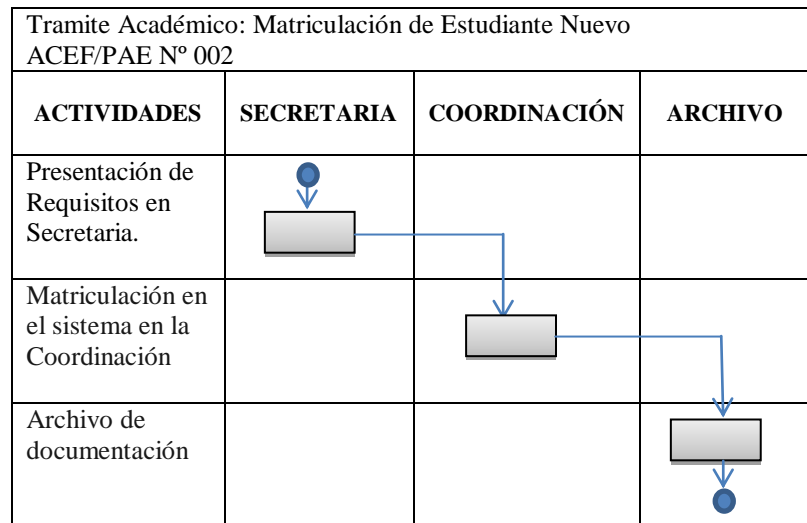 Tramite Académico: Matriculación de Estudiante Nuevo
ACEF/PAE Nº 002
ACTIVIDADES SECRETARIA COORDINACIÓN ARCHIVO
Presentación de
Requisitos en
Secretaria.
Matriculación en
el sistema en la
Coordinación
Archivo de
documentación